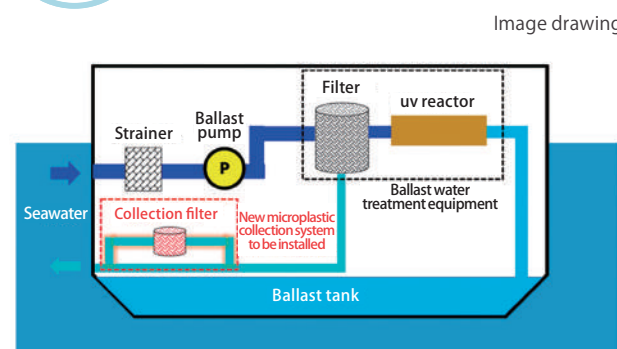 Image drawing
Filter
uv reactor
Ballast
pump
Strainer
P
Ballast water
treatment equipment
Seawater
Collection filter
New microplastic
collection system
to be installed
Ballast tank